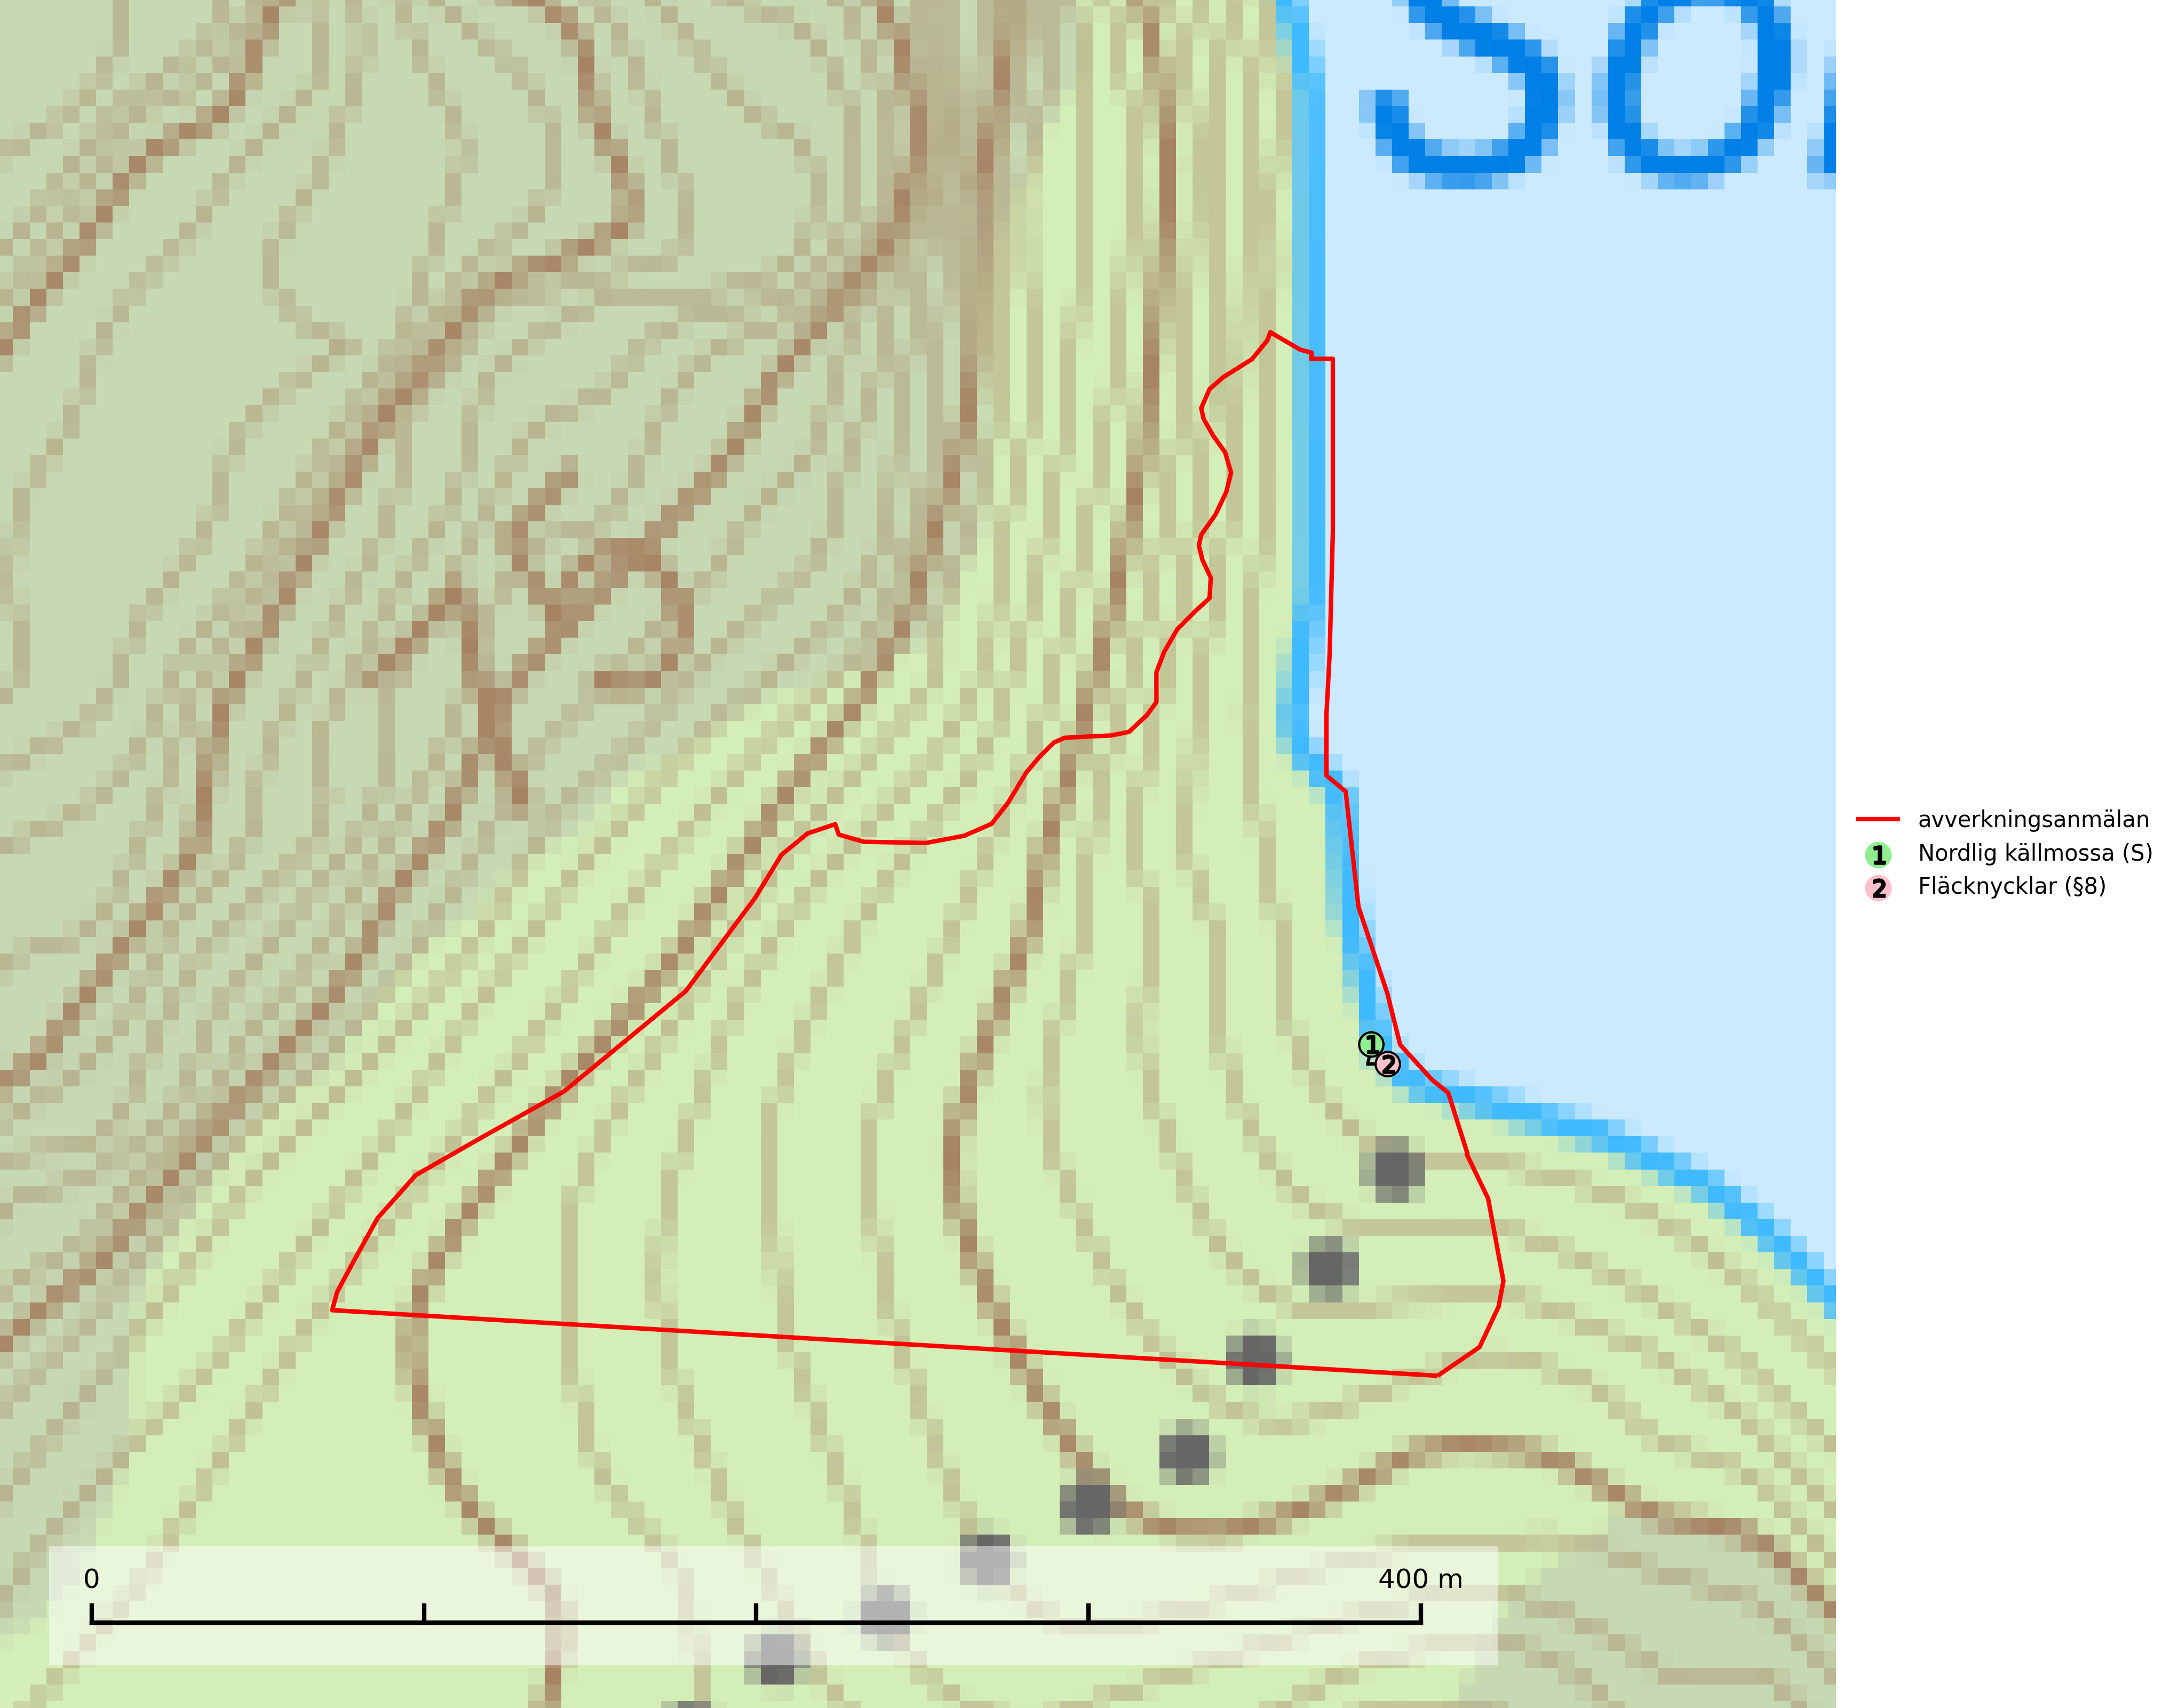 so
avverkningsanmälan
1 Nordlig källmossa (S)
2 Fläcknycklar (§8)
1
2
0 400 m